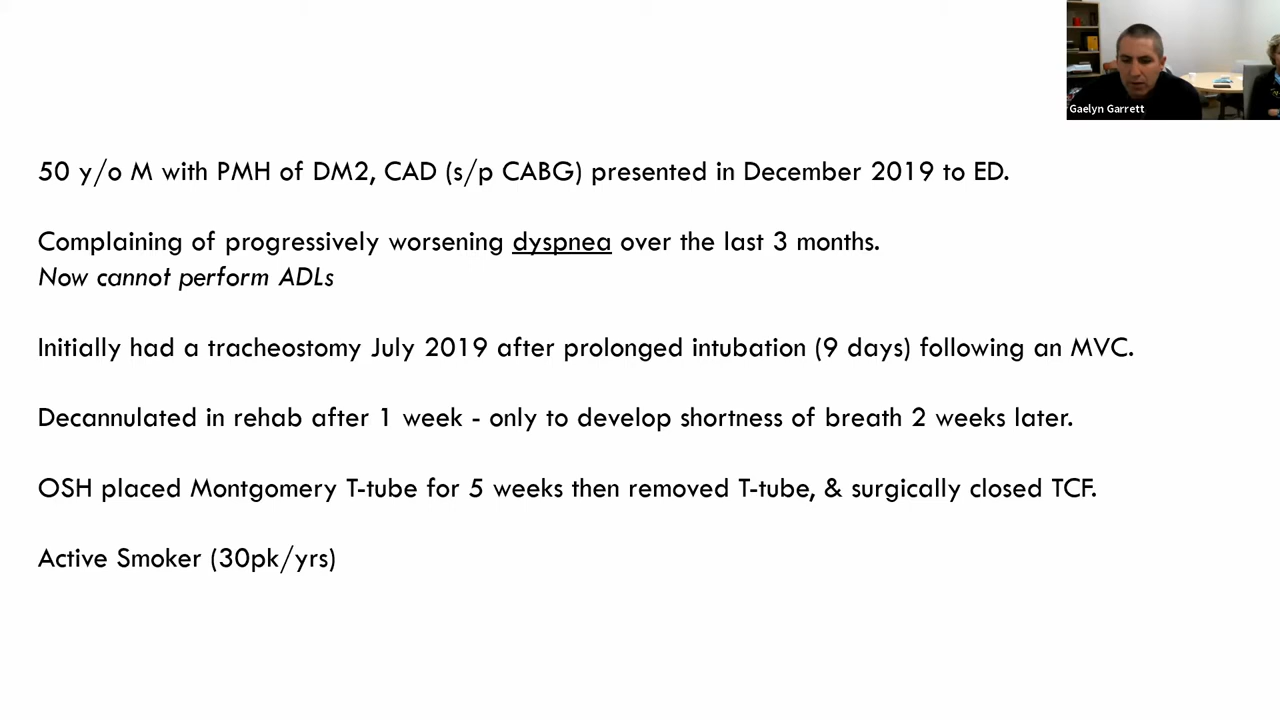 Gaelyn Garrett
50 y/o M with PMH of DM2, CAD (s/p CABG) presented in December 2019 to ED.
Complaining of progressively worsening dyspnea over the last 3 months.
Now cannot perform ADLs
Initially had a tracheostomy July 2019 after prolonged intubation (9 days) following an MVC.
Decannulated in rehab after 1 week - only to develop shortness of breath 2 weeks later.
OSH placed Montgomery T-tube for 5 weeks then removed T-tube, & surgically closed TCF.
Active Smoker (30pk/yrs)